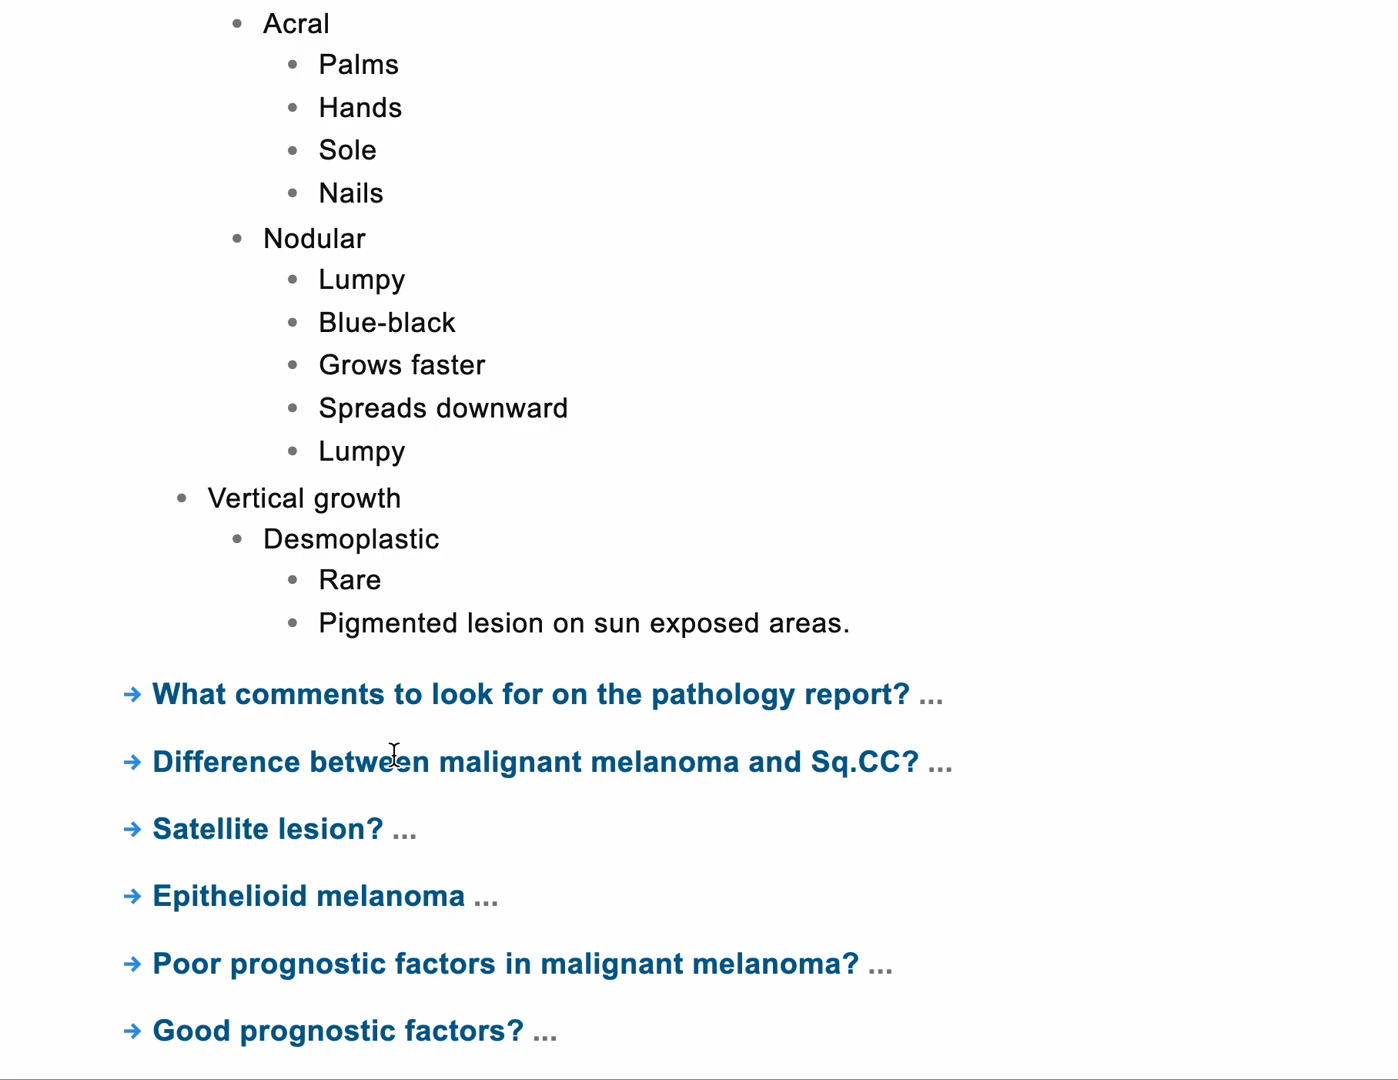 Acral
Palms
Hands
Sole
Nails
Nodular
Lumpy
Blue-black
Grows faster
Spreads downward
Lumpy
Vertical growth
Desmoplastic
Rare
Pigmented lesion on sun exposed areas.
→ What comments to look for on the pathology report? ...
→ Difference between malignant melanoma and Sq.CC? ...
→ Satellite lesion? ...
→ Epithelioid melanoma ...
→ Poor prognostic factors in malignant melanoma? ...
→ Good prognostic factors? ...